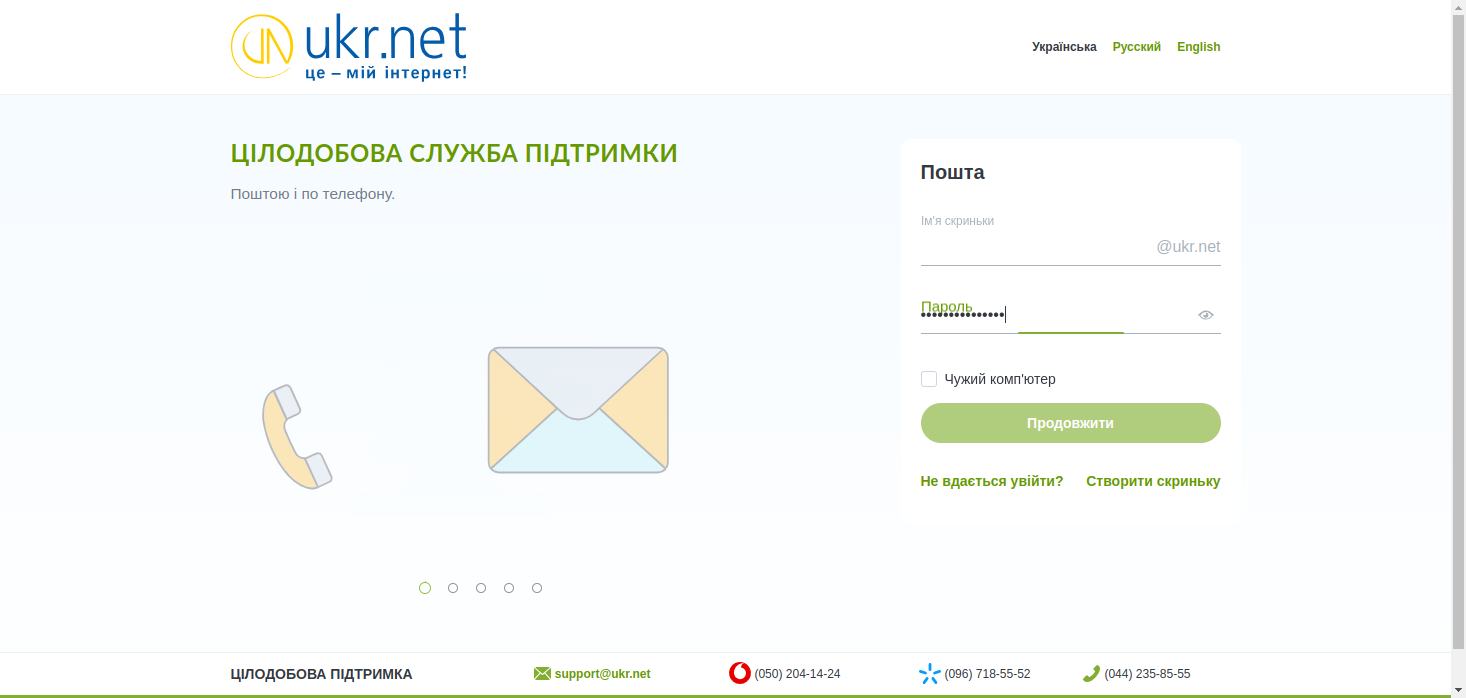 ukr.net
це – мій інтернет!
Українська Русский English
ЦІЛОДОБОВА СЛУЖБА ПІДТРИМКИ
Поштою і по телефону.
Пошта
Ім'я скриньки
@ukr.net
Пароль
Чужий комп'ютер
Продовжити
Не вдається увійти? Створити скриньку
ЦІЛОДОБОВА ПІДТРИМКА support@ukr.net (050) 204-14-24 (096) 718-55-52 (044) 235-85-55